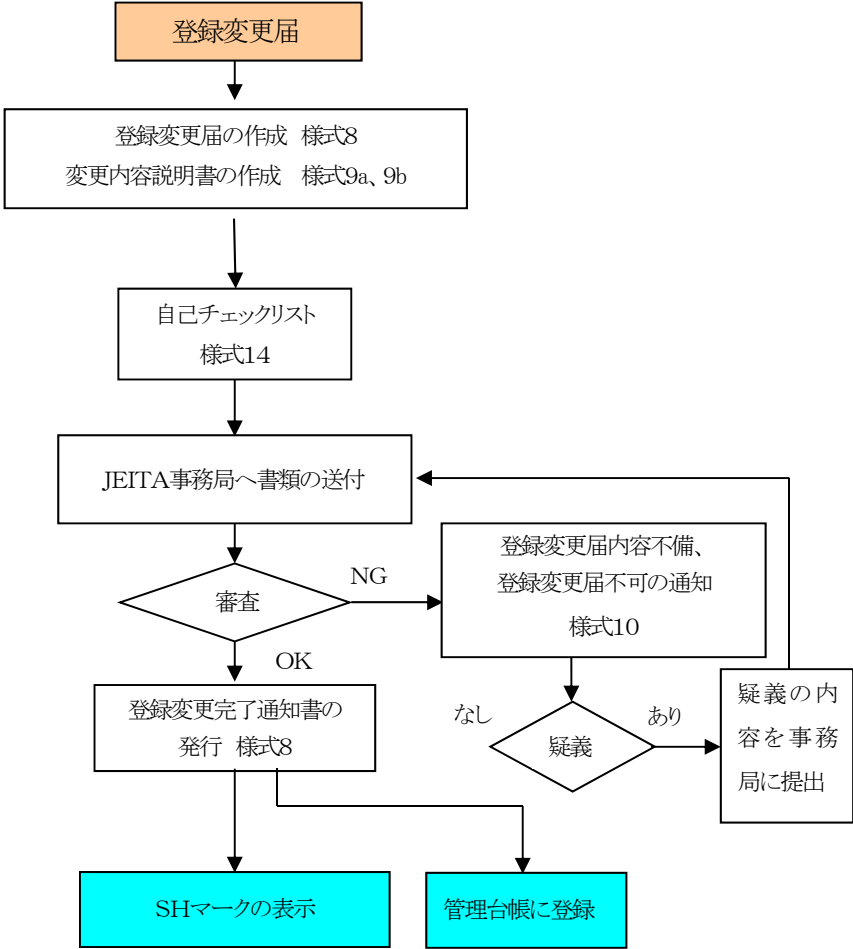 登録変更届
登録変更届の作成　様式8
変更内容説明書の作成　様式9a、9b
自己チェックリスト
様式14
JEITA事務局へ書類の送付
審査
NG
登録変更届内容不備、
登録変更届不可の通知
様式10
OK
登録変更完了通知書の
発行　様式8
なし
疑義
あり
疑義の内
容を事務
局に提出
SHマークの表示
管理台帳に登録